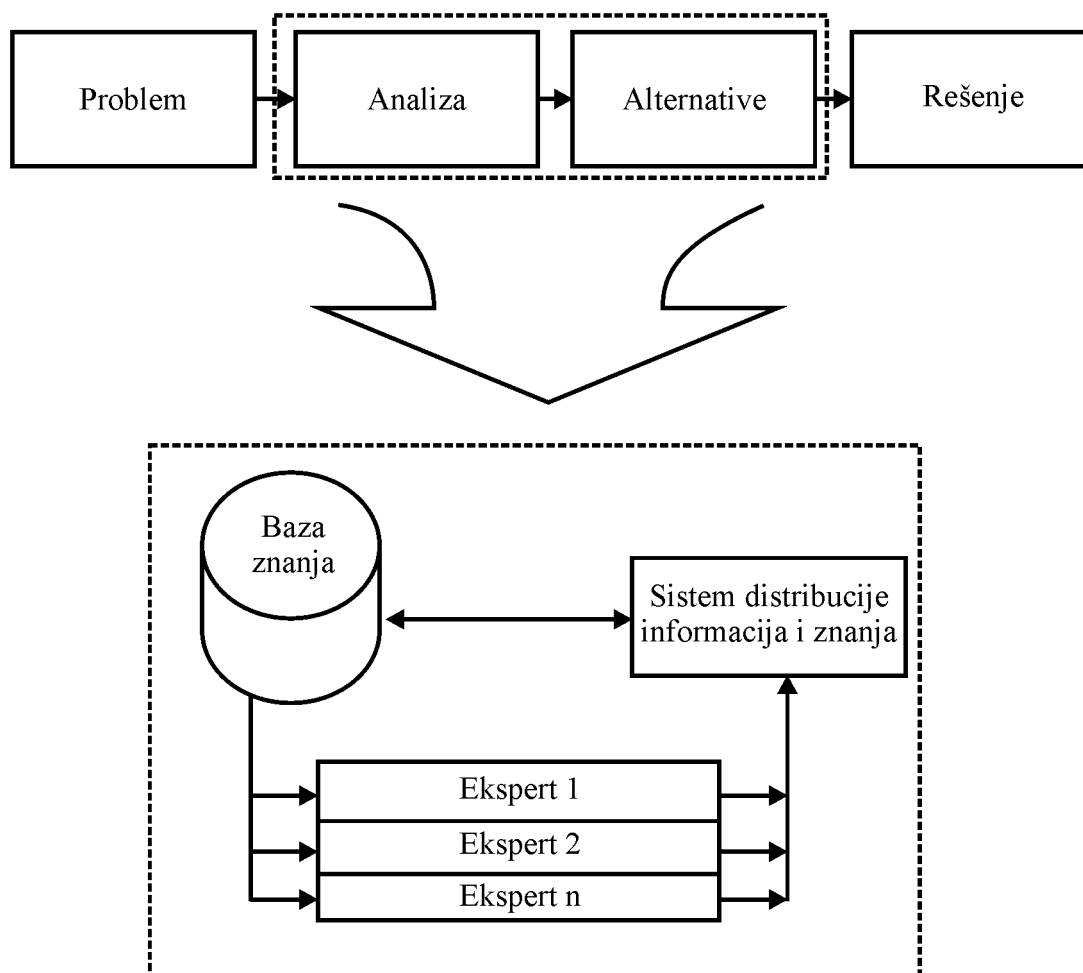 Problem
Analiza
Alternative
Rešenje
Baza
znanja
Sistem distribucije
informacija i znanja
Ekspert 1
Ekspert 2
Ekspert n